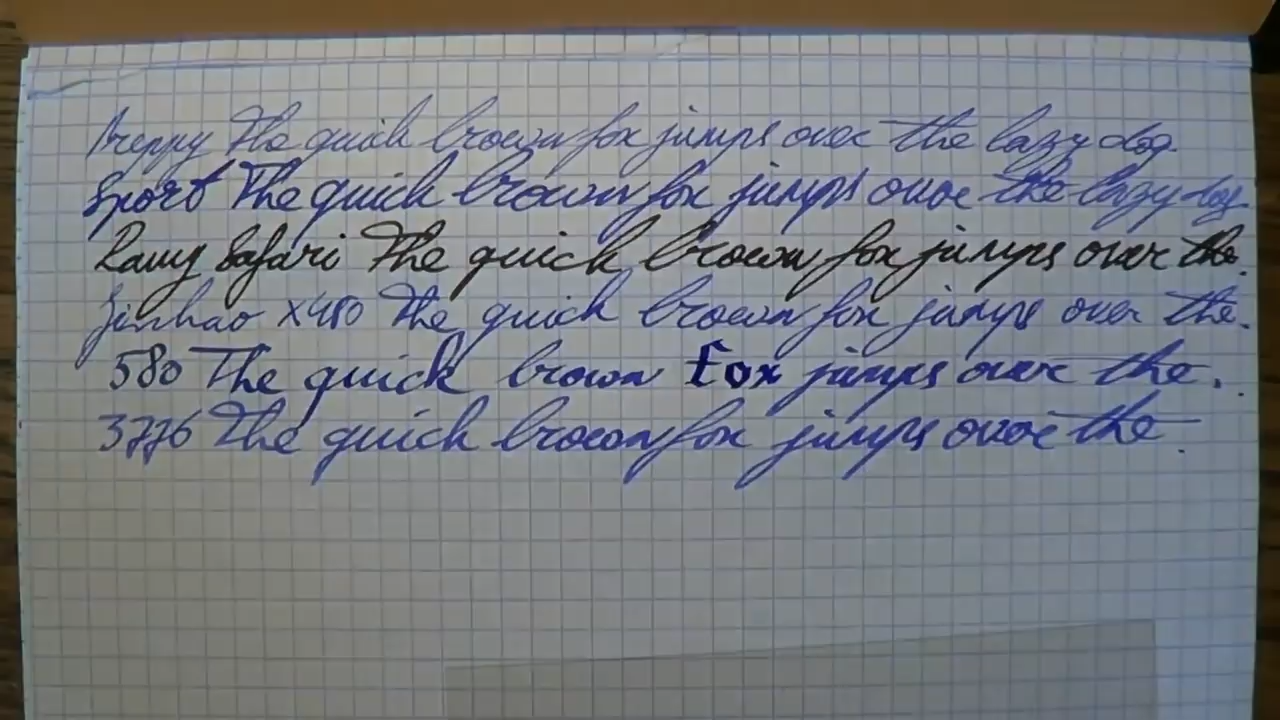 Preppy The quick brown fox jumps over the lazy dog.
Sport The quick brown fox jumps over the lazy dog.
Lamy Safari The quick brown fox jumps over the.
Jinhao x450 The quick brown fox jumps over the.
580 The quick brown fox jumps over the.
3776 The quick brown fox jumps over the.